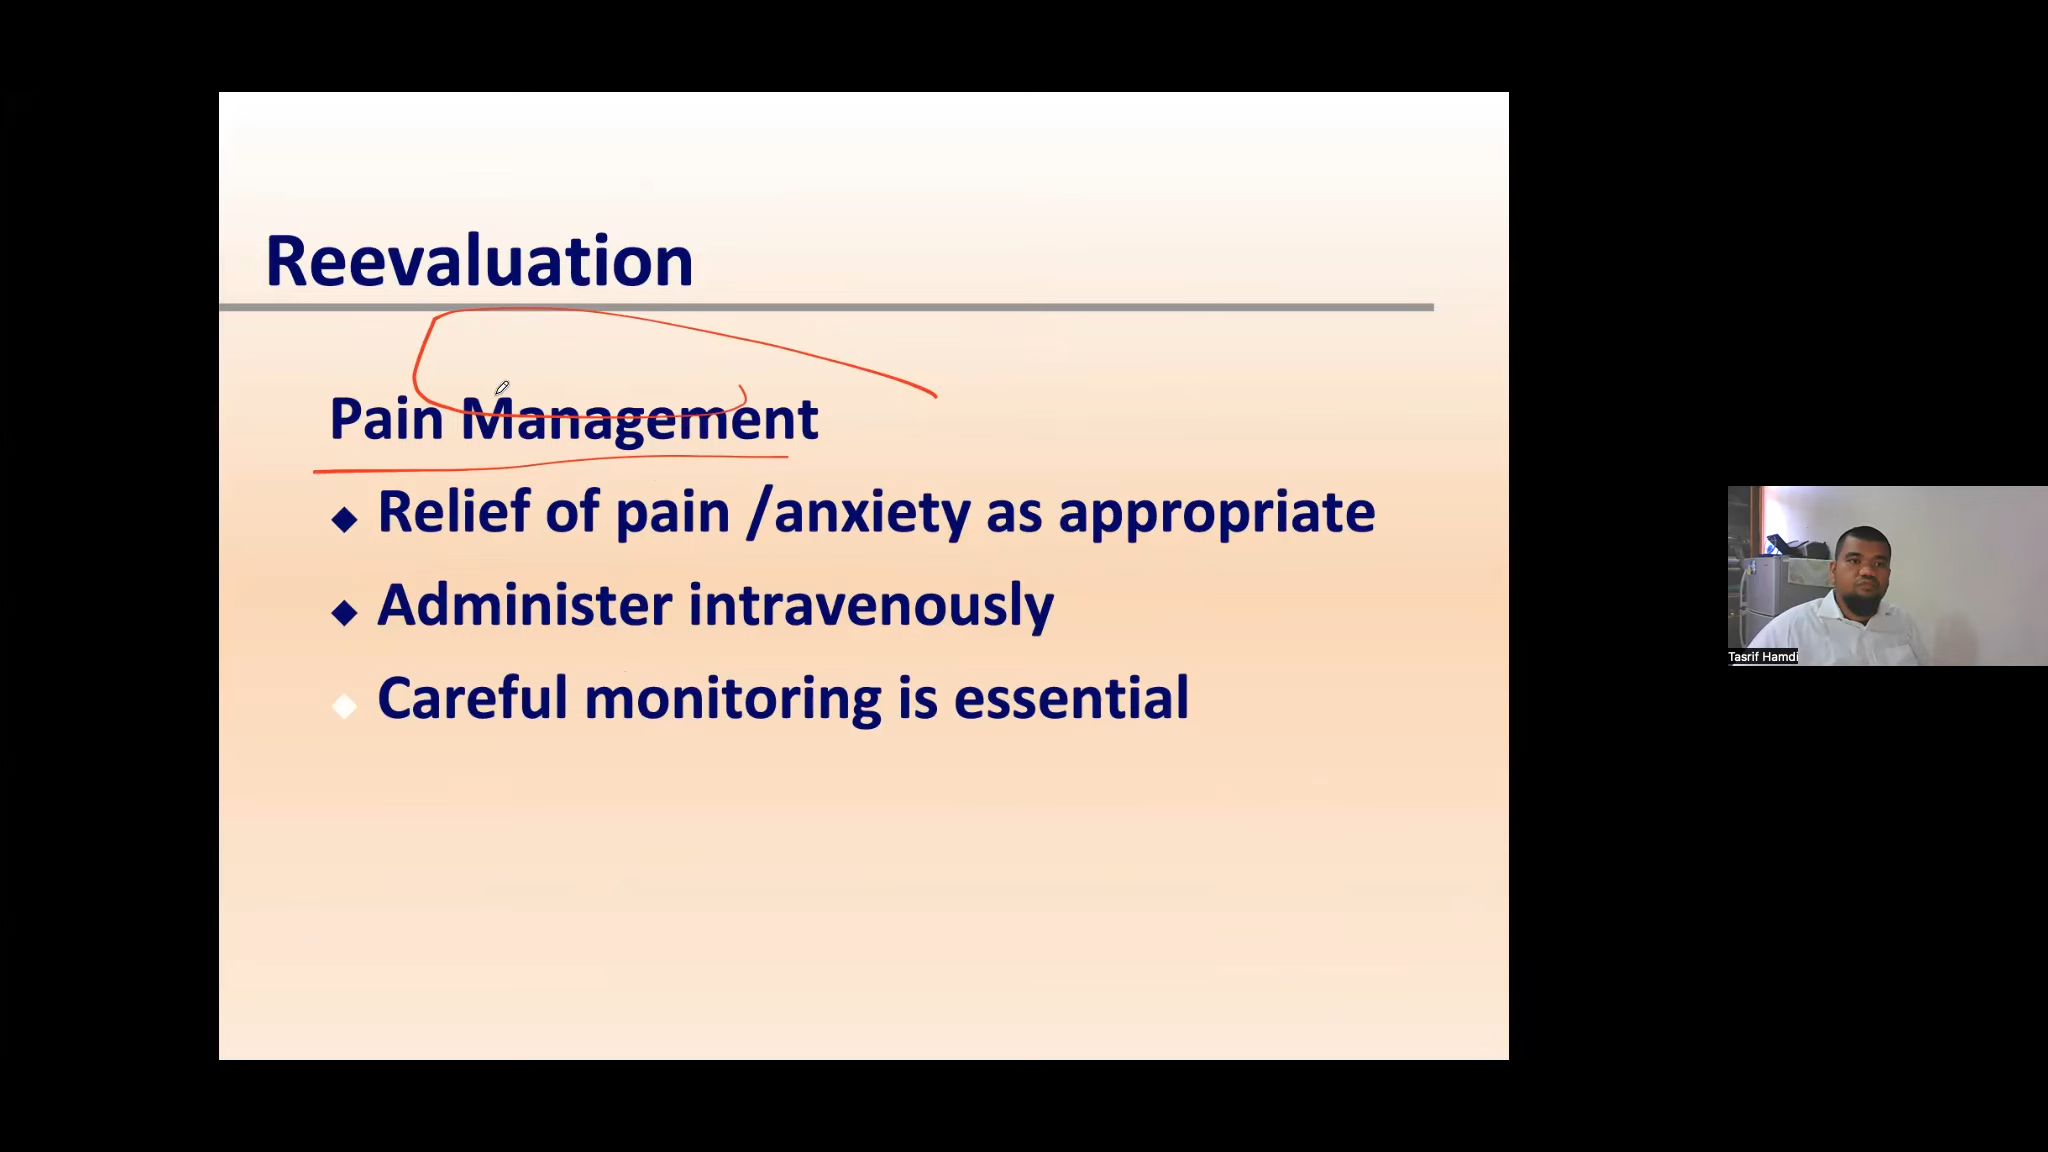 Reevaluation
Pain Management
Relief of pain /anxiety as appropriate
Administer intravenously
Careful monitoring is essential
Tasrif Hamdi